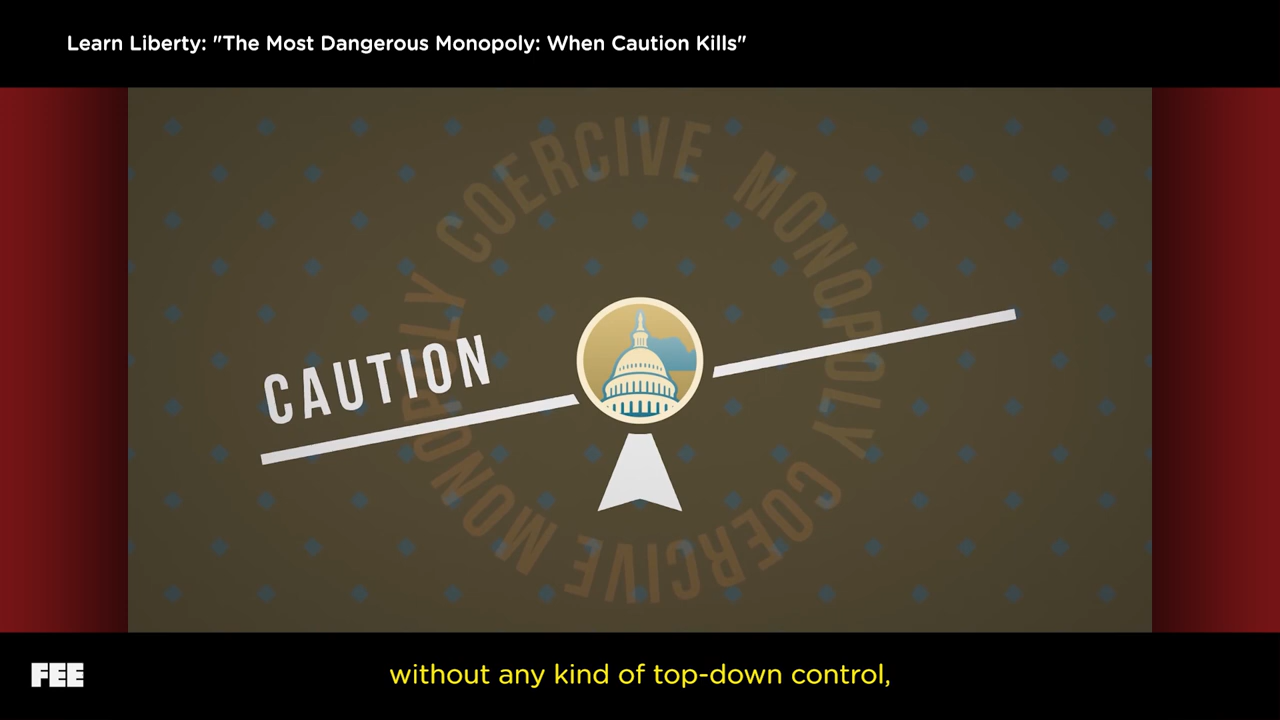 Learn Liberty: "The Most Dangerous Monopoly: When Caution Kills"
COERCIVE MONOPOLY COERCIVE MONOPOLY
CAUTION
FEE
without any kind of top-down control,